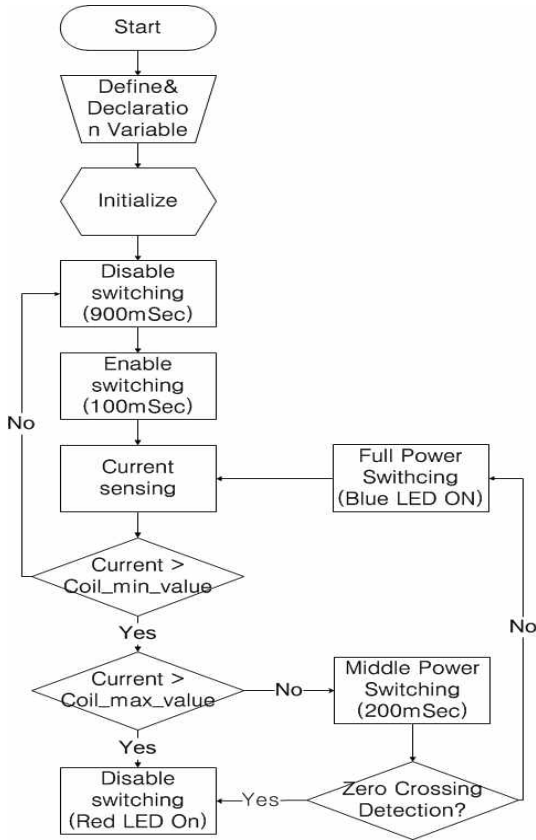 Start
Define&
Declaratio
n Variable
Initialize
Disable
switching
(900mSec)
Enable
switching
(100mSec)
No
Current
sensing
Full Power
Swithcing
(Blue LED ON)
Current >
Coil_min_value
Yes
No
Current >
Coil_max_value
No
Middle Power
Switching
(200mSec)
Yes
Disable
switching
(Red LED On)
Yes
Zero Crossing
Detection?